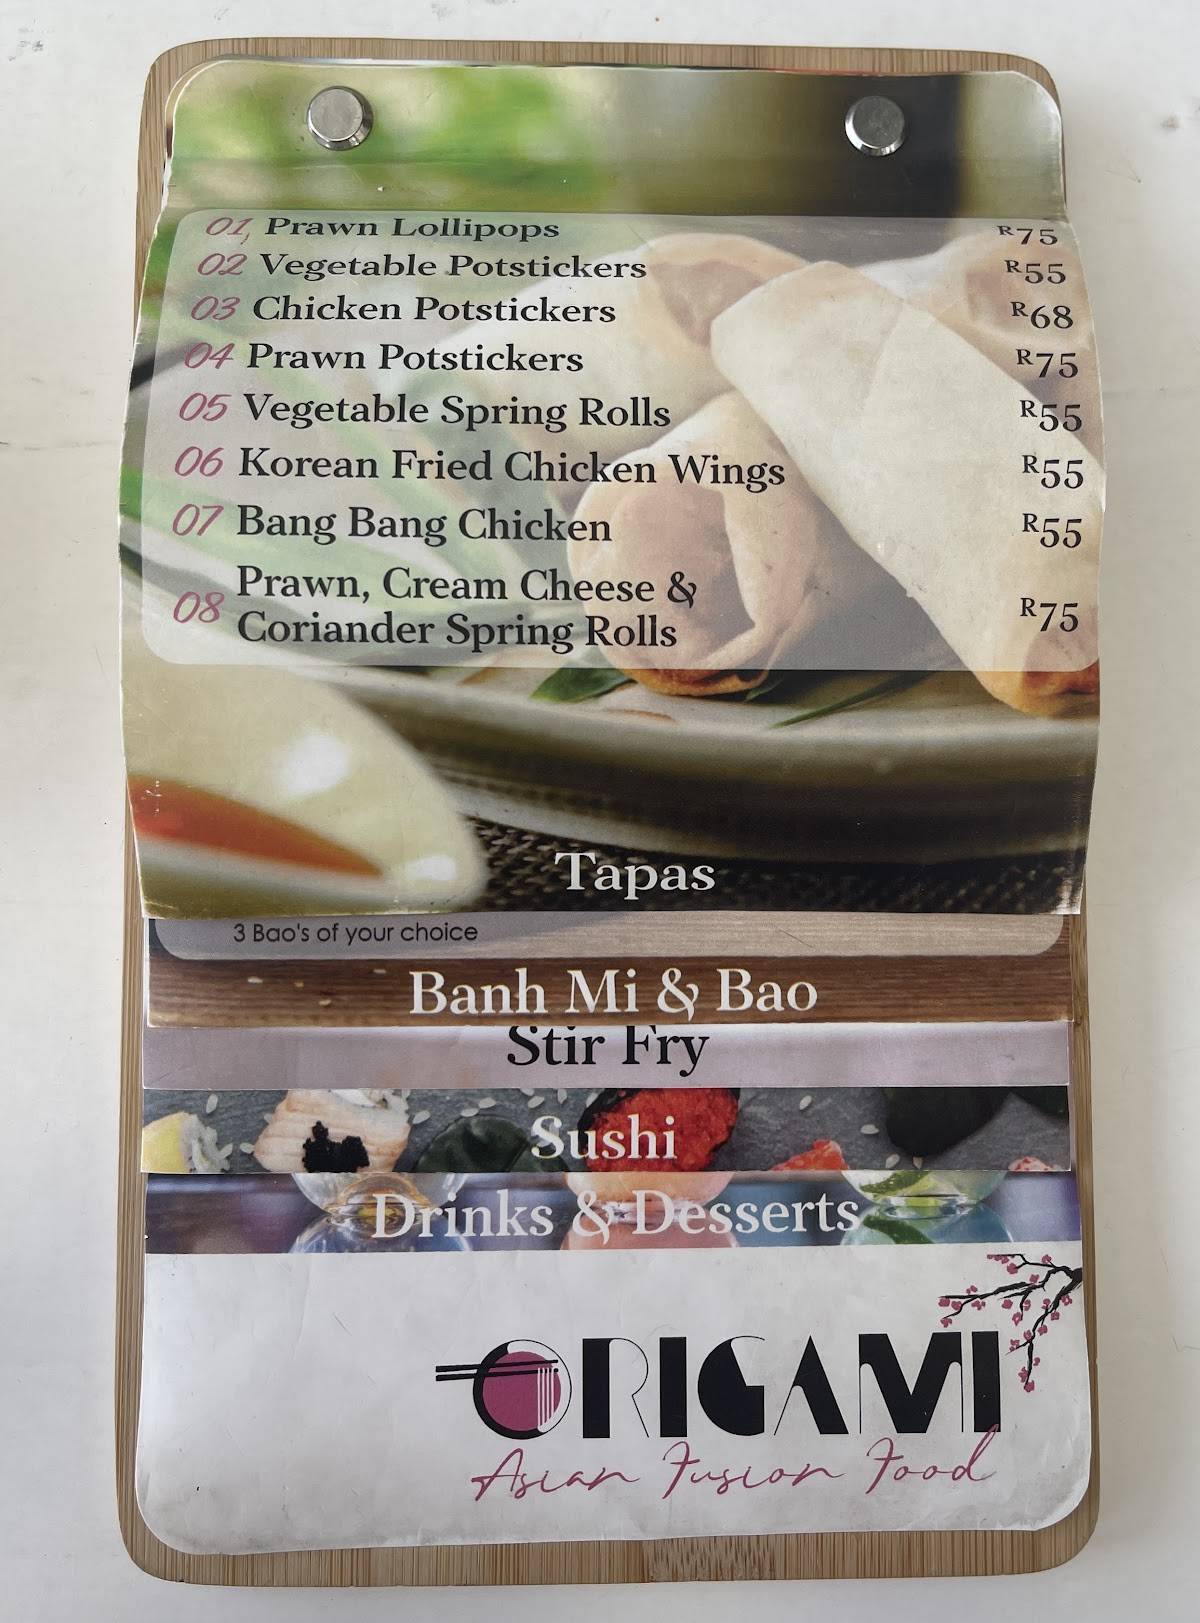 01, Prawn Lollipops R75
02 Vegetable Potstickers R55
03 Chicken Potstickers R68
04 Prawn Potstickers R75
05 Vegetable Spring Rolls R55
06 Korean Fried Chicken Wings R55
07 Bang Bang Chicken R55
08 Prawn, Cream Cheese &
Coriander Spring Rolls R75
Tapas
3 Bao's of your choice
Banh Mi & Bao
Stir Fry
Sushi
Drinks & Desserts
ORIGAMI
Asian Fusion Food